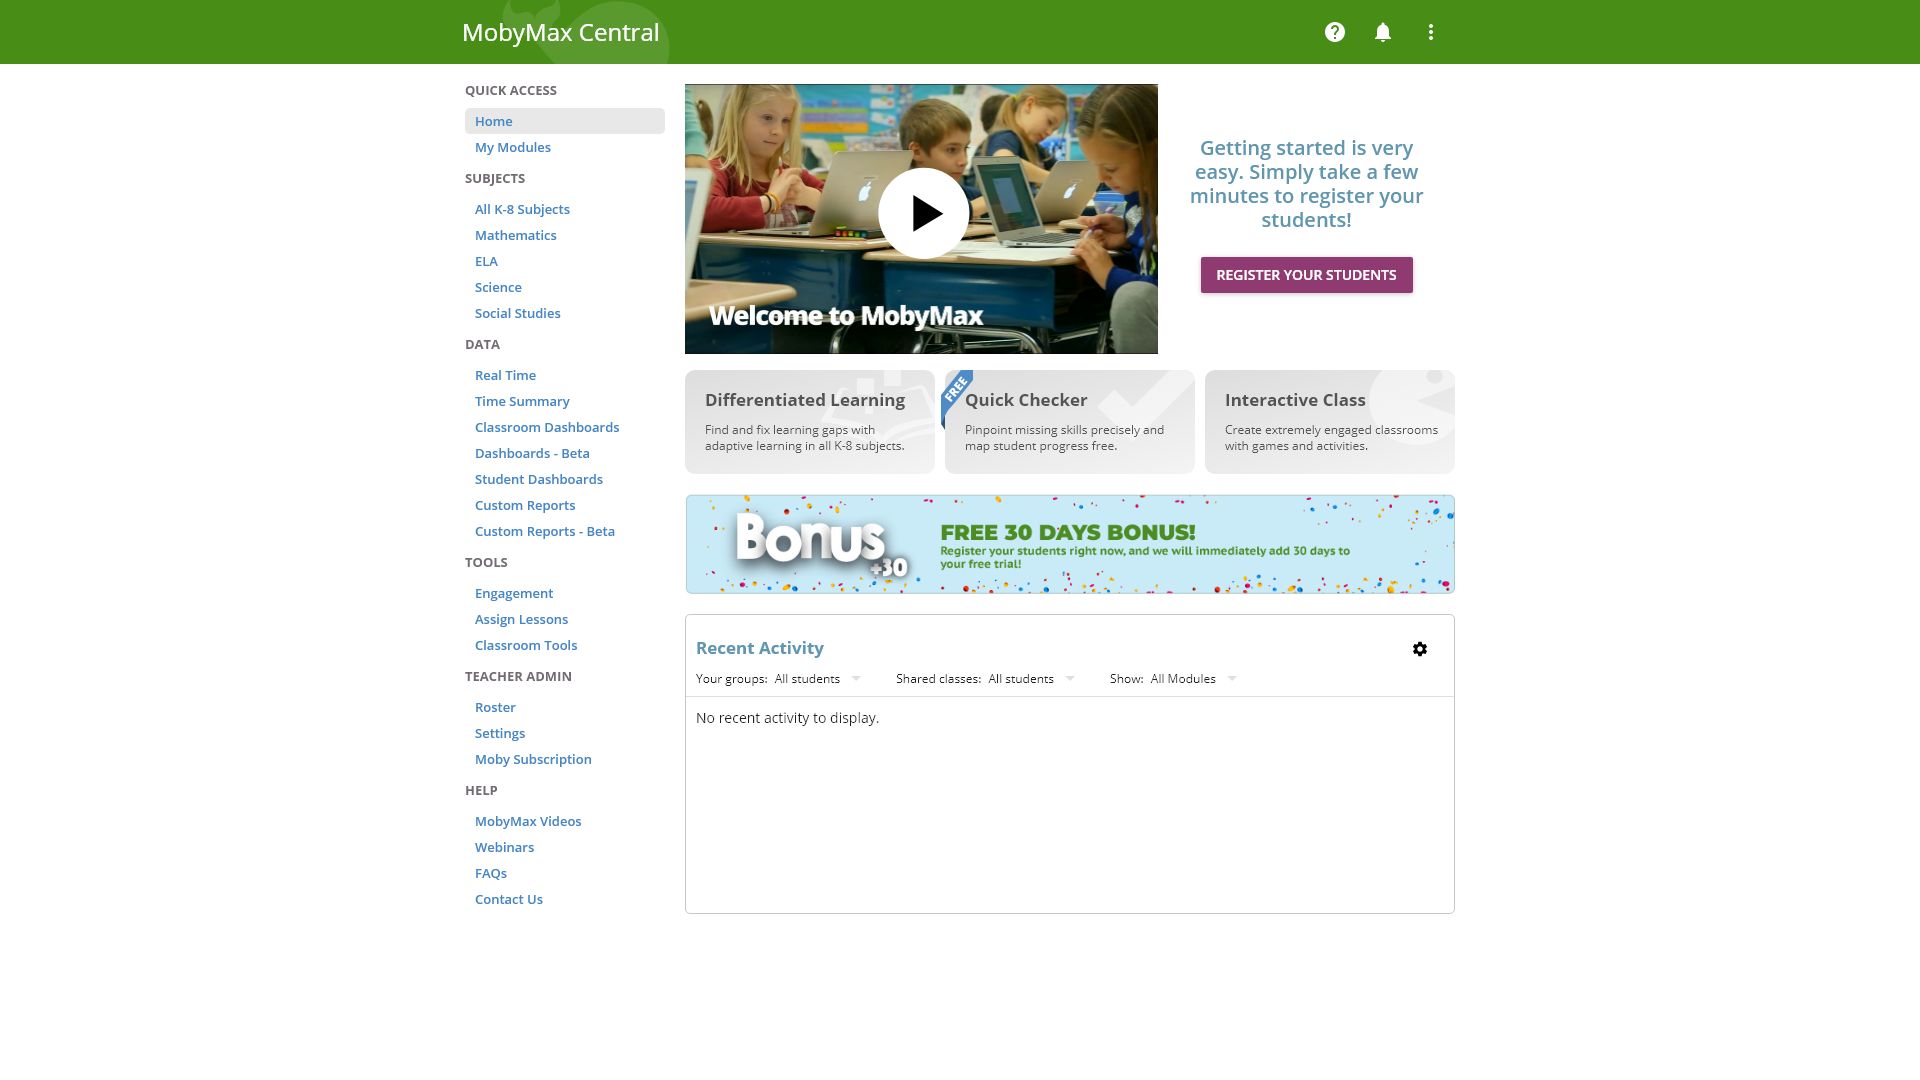 MobyMax Central
QUICK ACCESS
Home
My Modules
SUBJECTS
All K-8 Subjects
Mathematics
ELA
Science
Social Studies
DATA
Real Time
Time Summary
Classroom Dashboards
Dashboards - Beta
Student Dashboards
Custom Reports
Custom Reports - Beta
TOOLS
Engagement
Assign Lessons
Classroom Tools
TEACHER ADMIN
Roster
Settings
Moby Subscription
HELP
MobyMax Videos
Webinars
FAQs
Contact Us
Welcome to MobyMax
Getting started is very
easy. Simply take a few
minutes to register your
students!
REGISTER YOUR STUDENTS
Differentiated Learning
Find and fix learning gaps with
adaptive learning in all K-8 subjects.
FREE
Quick Checker
Pinpoint missing skills precisely and
map student progress free.
Interactive Class
Create extremely engaged classrooms
with games and activities.
Bonus
+30
FREE 30 DAYS BONUS!
Register your students right now, and we will immediately add 30 days to
your free trial!
Recent Activity
Your groups: All students Shared classes: All students Show: All Modules
No recent activity to display.